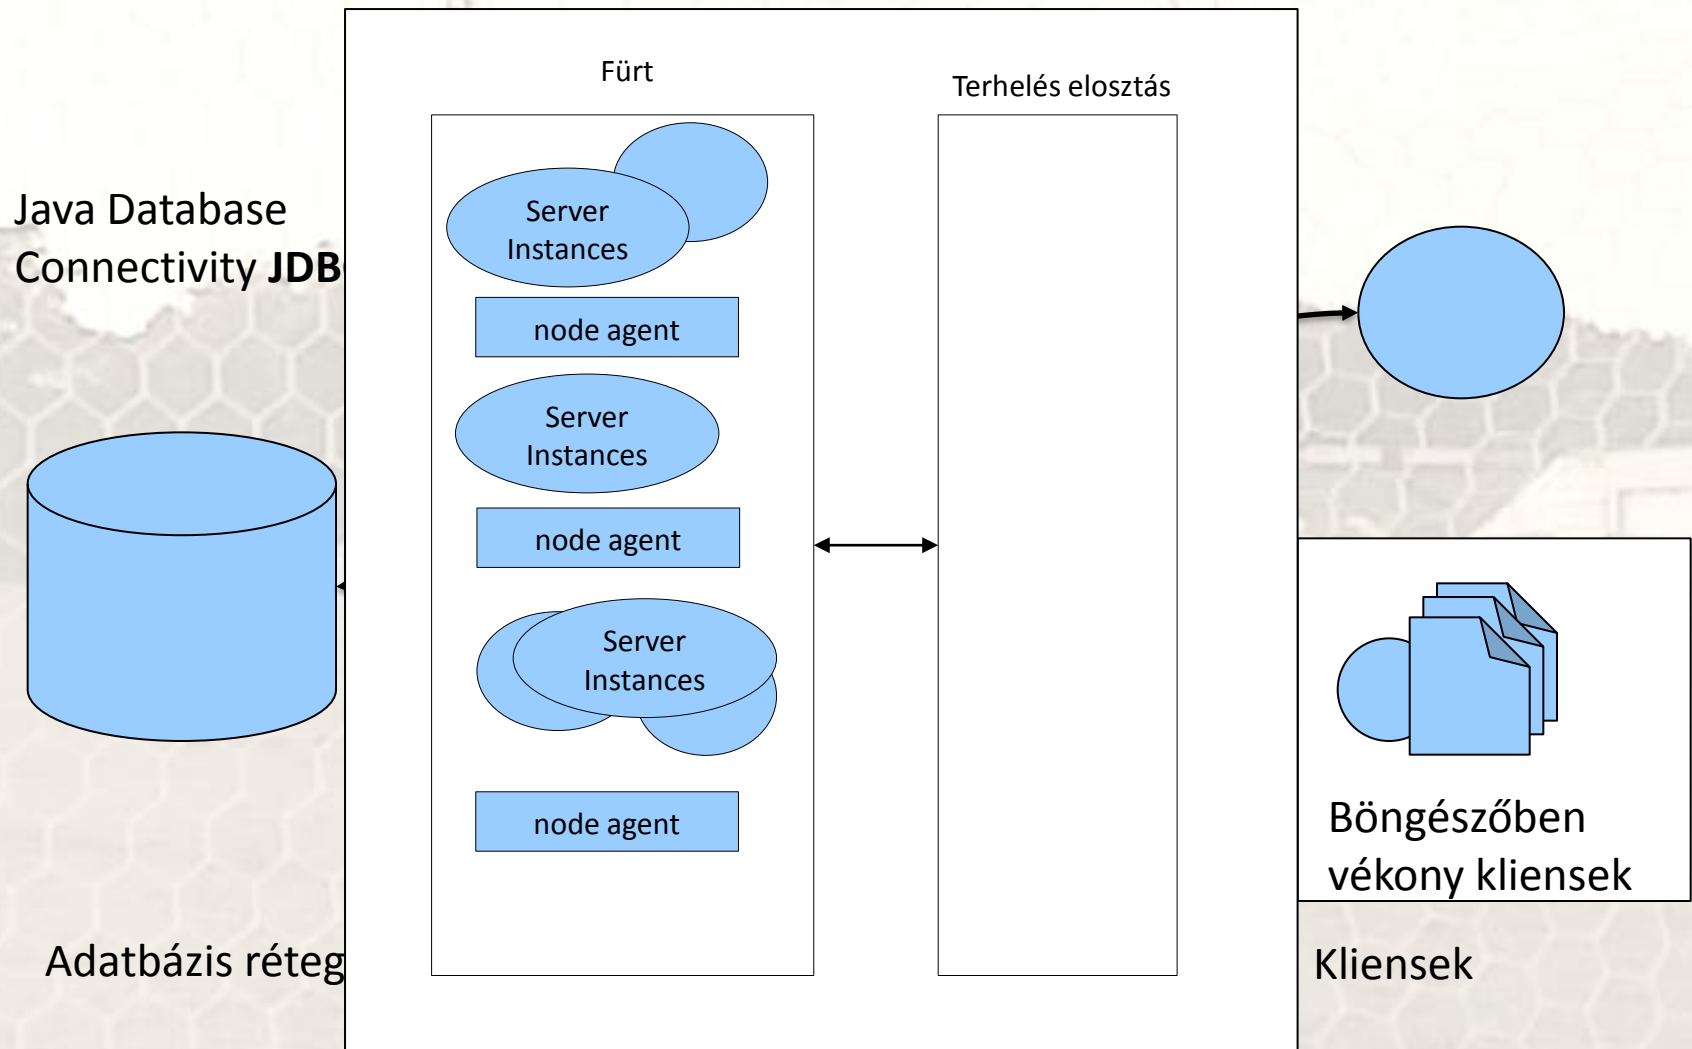 Fürt
Terhelés elosztás
Java Database
Connectivity JDB
Server
Instances
node agent
Server
Instances
node agent
Server
Instances
node agent
Böngészőben
vékony kliensek
Adatbázis réteg
Kliensek